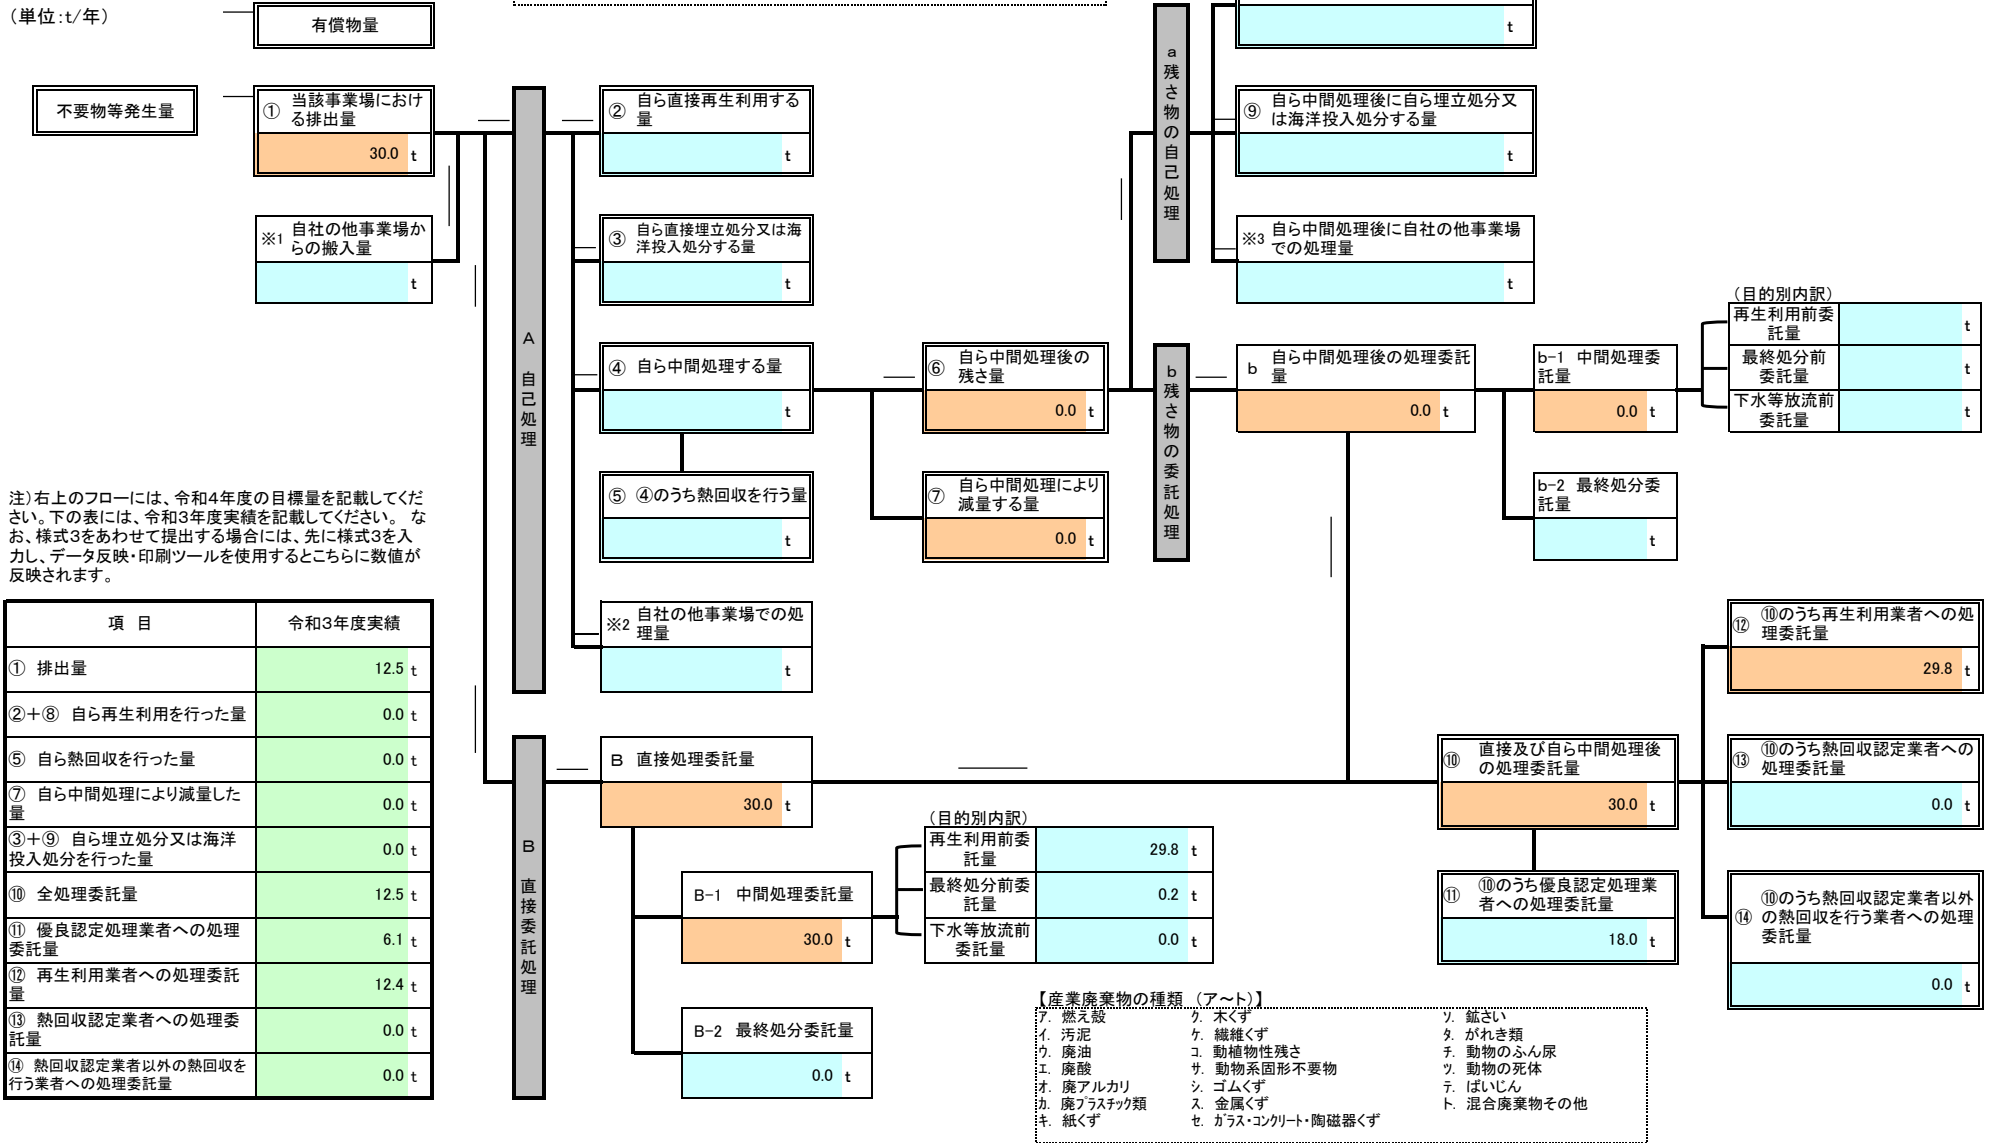 （単位:t/年）
有償物量
t
不要物等発生量
① 当該事業場におけ
る排出量
30.0 t
※1 自社の他事業場か
らの搬入量
t
A 自己処理
② 自ら直接再生利用する
量
t
③ 自ら直接埋立処分又は海
洋投入処分する量
t
④ 自ら中間処理する量
t
⑤ ④のうち熱回収を行う量
t
※2 自社の他事業場での処
理量
t
⑥ 自ら中間処理後の
残さ量
0.0 t
⑦ 自ら中間処理により
減量する量
0.0 t
a 残さ物の自己処理
⑨ 自ら中間処理後に自ら埋立処分又
は海洋投入処分する量
t
※3 自ら中間処理後に自社の他事業場
での処理量
t
b 残さ物の委託処理
b 自ら中間処理後の処理委託
量
0.0 t
b-1 中間処理委
託量
0.0 t
（目的別内訳）
再生利用前委
託量
t
最終処分前
委託量
t
下水等放流前
委託量
t
b-2 最終処分委
託量
t
注）右上のフローには、令和4年度の目標量を記載してくだ
さい。下の表には、令和3年度実績を記載してください。 な
お、様式3をあわせて提出する場合には、先に様式3を入
力し、データ反映・印刷ツールを使用するとこちらに数値が
反映されます。
項 目 令和3年度実績
① 排出量 12.5 t
②＋⑧ 自ら再生利用を行った量 0.0 t
⑤ 自ら熱回収を行った量 0.0 t
⑦ 自ら中間処理により減量した
量 0.0 t
③＋⑨ 自ら埋立処分又は海洋
投入処分を行った量 0.0 t
⑩ 全処理委託量 12.5 t
⑪ 優良認定処理業者への処理
委託量 6.1 t
⑫ 再生利用業者への処理委託
量 12.4 t
⑬ 熱回収認定業者への処理委
託量 0.0 t
⑭ 熱回収認定業者以外の熱回収を
行う業者への処理委託量 0.0 t
B 直接委託処理
B 直接処理委託量
30.0 t
B-1 中間処理委託量
30.0 t
（目的別内訳）
再生利用前委
託量
29.8 t
最終処分前委
託量
0.2 t
下水等放流前
委託量
0.0 t
B-2 最終処分委託量
0.0 t
⑩ 直接及び自ら中間処理後
の処理委託量
30.0 t
⑪ ⑩のうち優良認定処理業
者への処理委託量
18.0 t
⑫ ⑩のうち再生利用業者への処
理委託量
29.8 t
⑬ ⑩のうち熱回収認定業者への
処理委託量
0.0 t
⑭ ⑩のうち熱回収認定業者以外
の熱回収を行う業者への処理
委託量
0.0 t
【産業廃棄物の種類 （ア～ト）】
ア. 燃え殻
イ. 汚泥
ウ. 廃油
エ. 廃酸
オ. 廃アルカリ
カ. 廃プラスチック類
キ. 紙くず
ク. 木くず
ケ. 繊維くず
コ. 動植物性残さ
サ. 動物系固形不要物
シ. ゴムくず
ス. 金属くず
セ. ガラス・コンクリート・陶磁器くず
ソ. 鉱さい
タ. がれき類
チ. 動物のふん尿
ツ. 動物の死体
テ. ばいじん
ト. 混合廃棄物その他